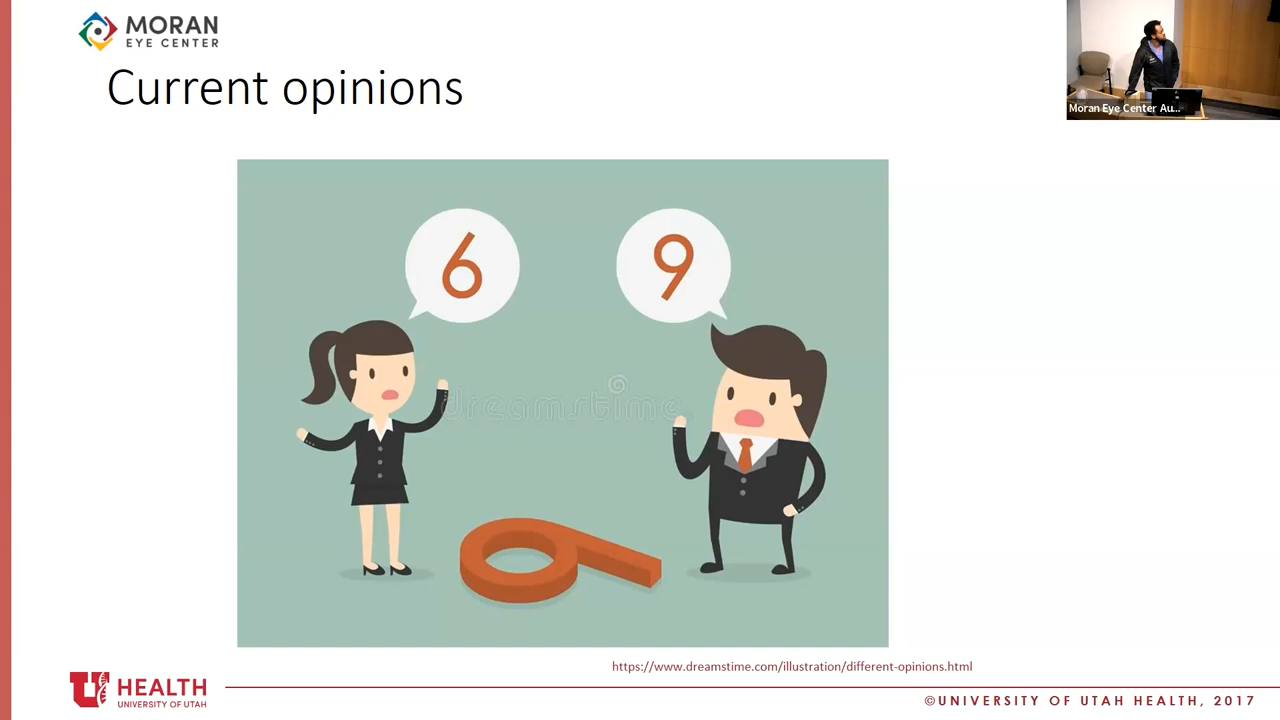 MORAN
EYE CENTER
Current opinions
Moran Eye Center Au...
6
9
dreamstime
https://www.dreamstime.com/illustration/different-opinions.html
U HEALTH
UNIVERSITY OF UTAH
©UNIVERSITY OF UTAH HEALTH, 2017